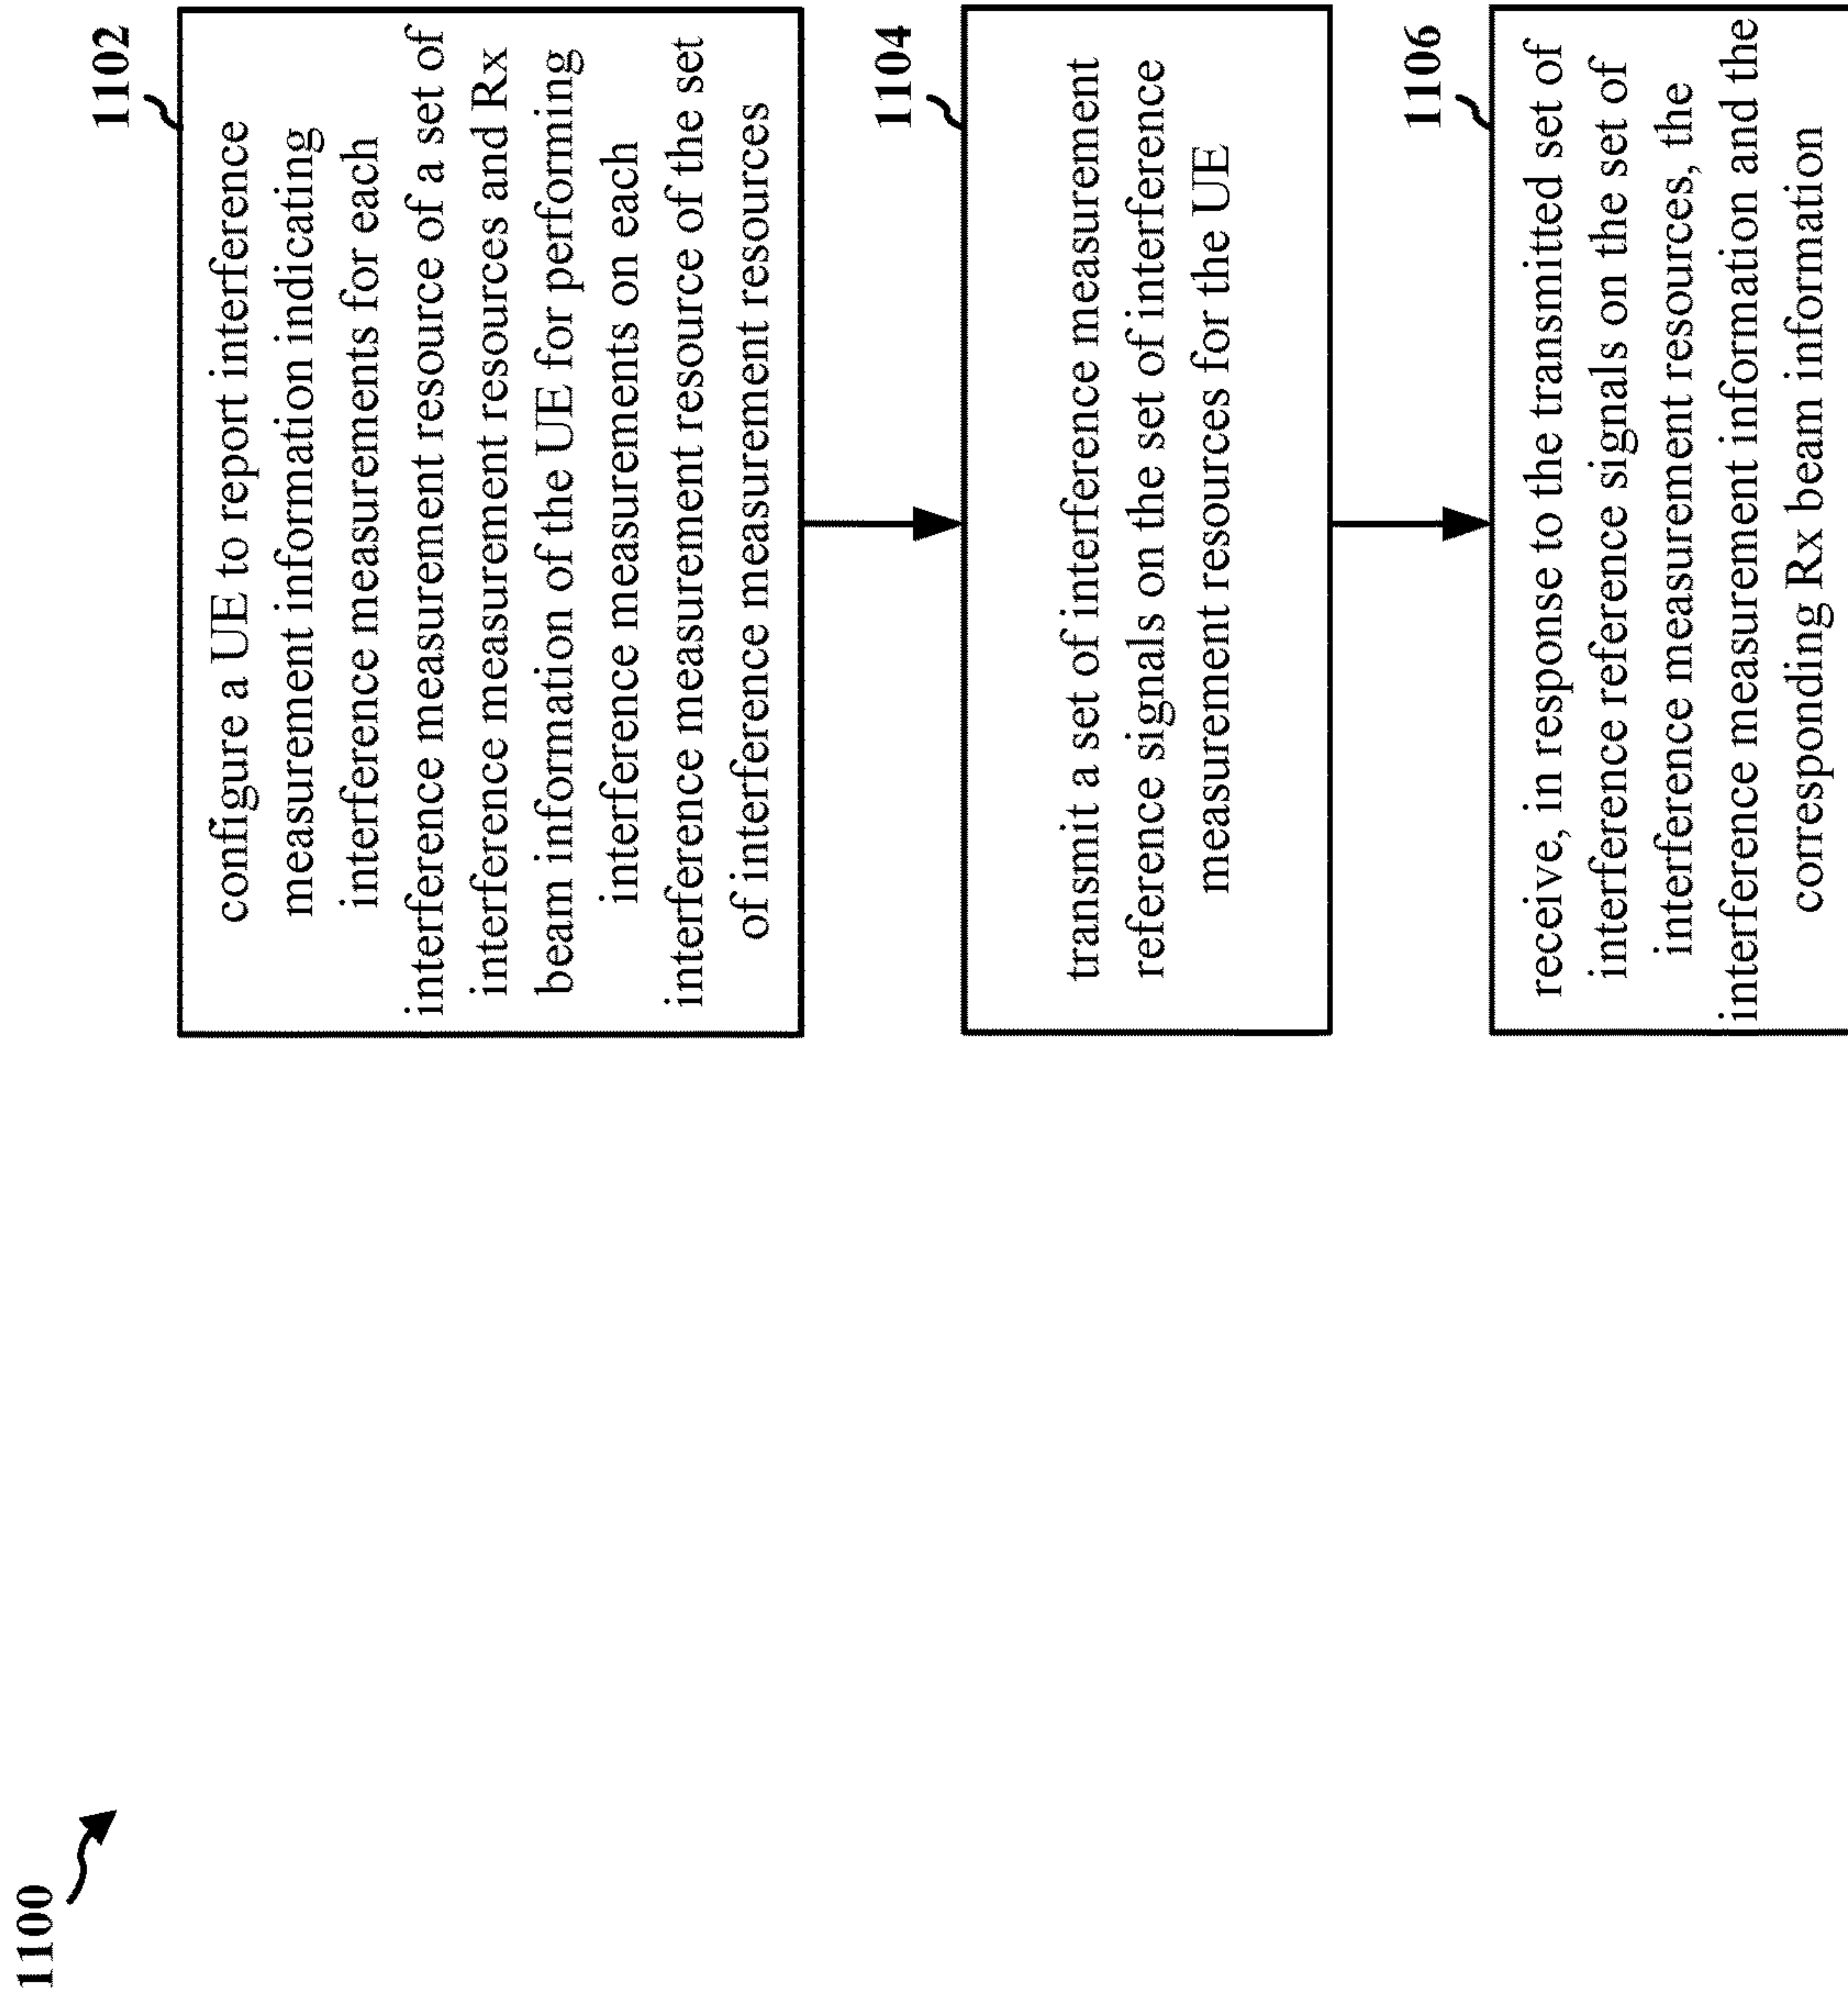 1100
1102
configure a UE to report interference
measurement information indicating
interference measurements for each
interference measurement resource of a set of
interference measurement resources and Rx
beam information of the UE for performing
interference measurements on each
interference measurement resource of the set
of interference measurement resources
1104
transmit a set of interference measurement
reference signals on the set of interference
measurement resources for the UE
1106
receive, in response to the transmitted set of
interference reference signals on the set of
interference measurement resources, the
interference measurement information and the
corresponding Rx beam information